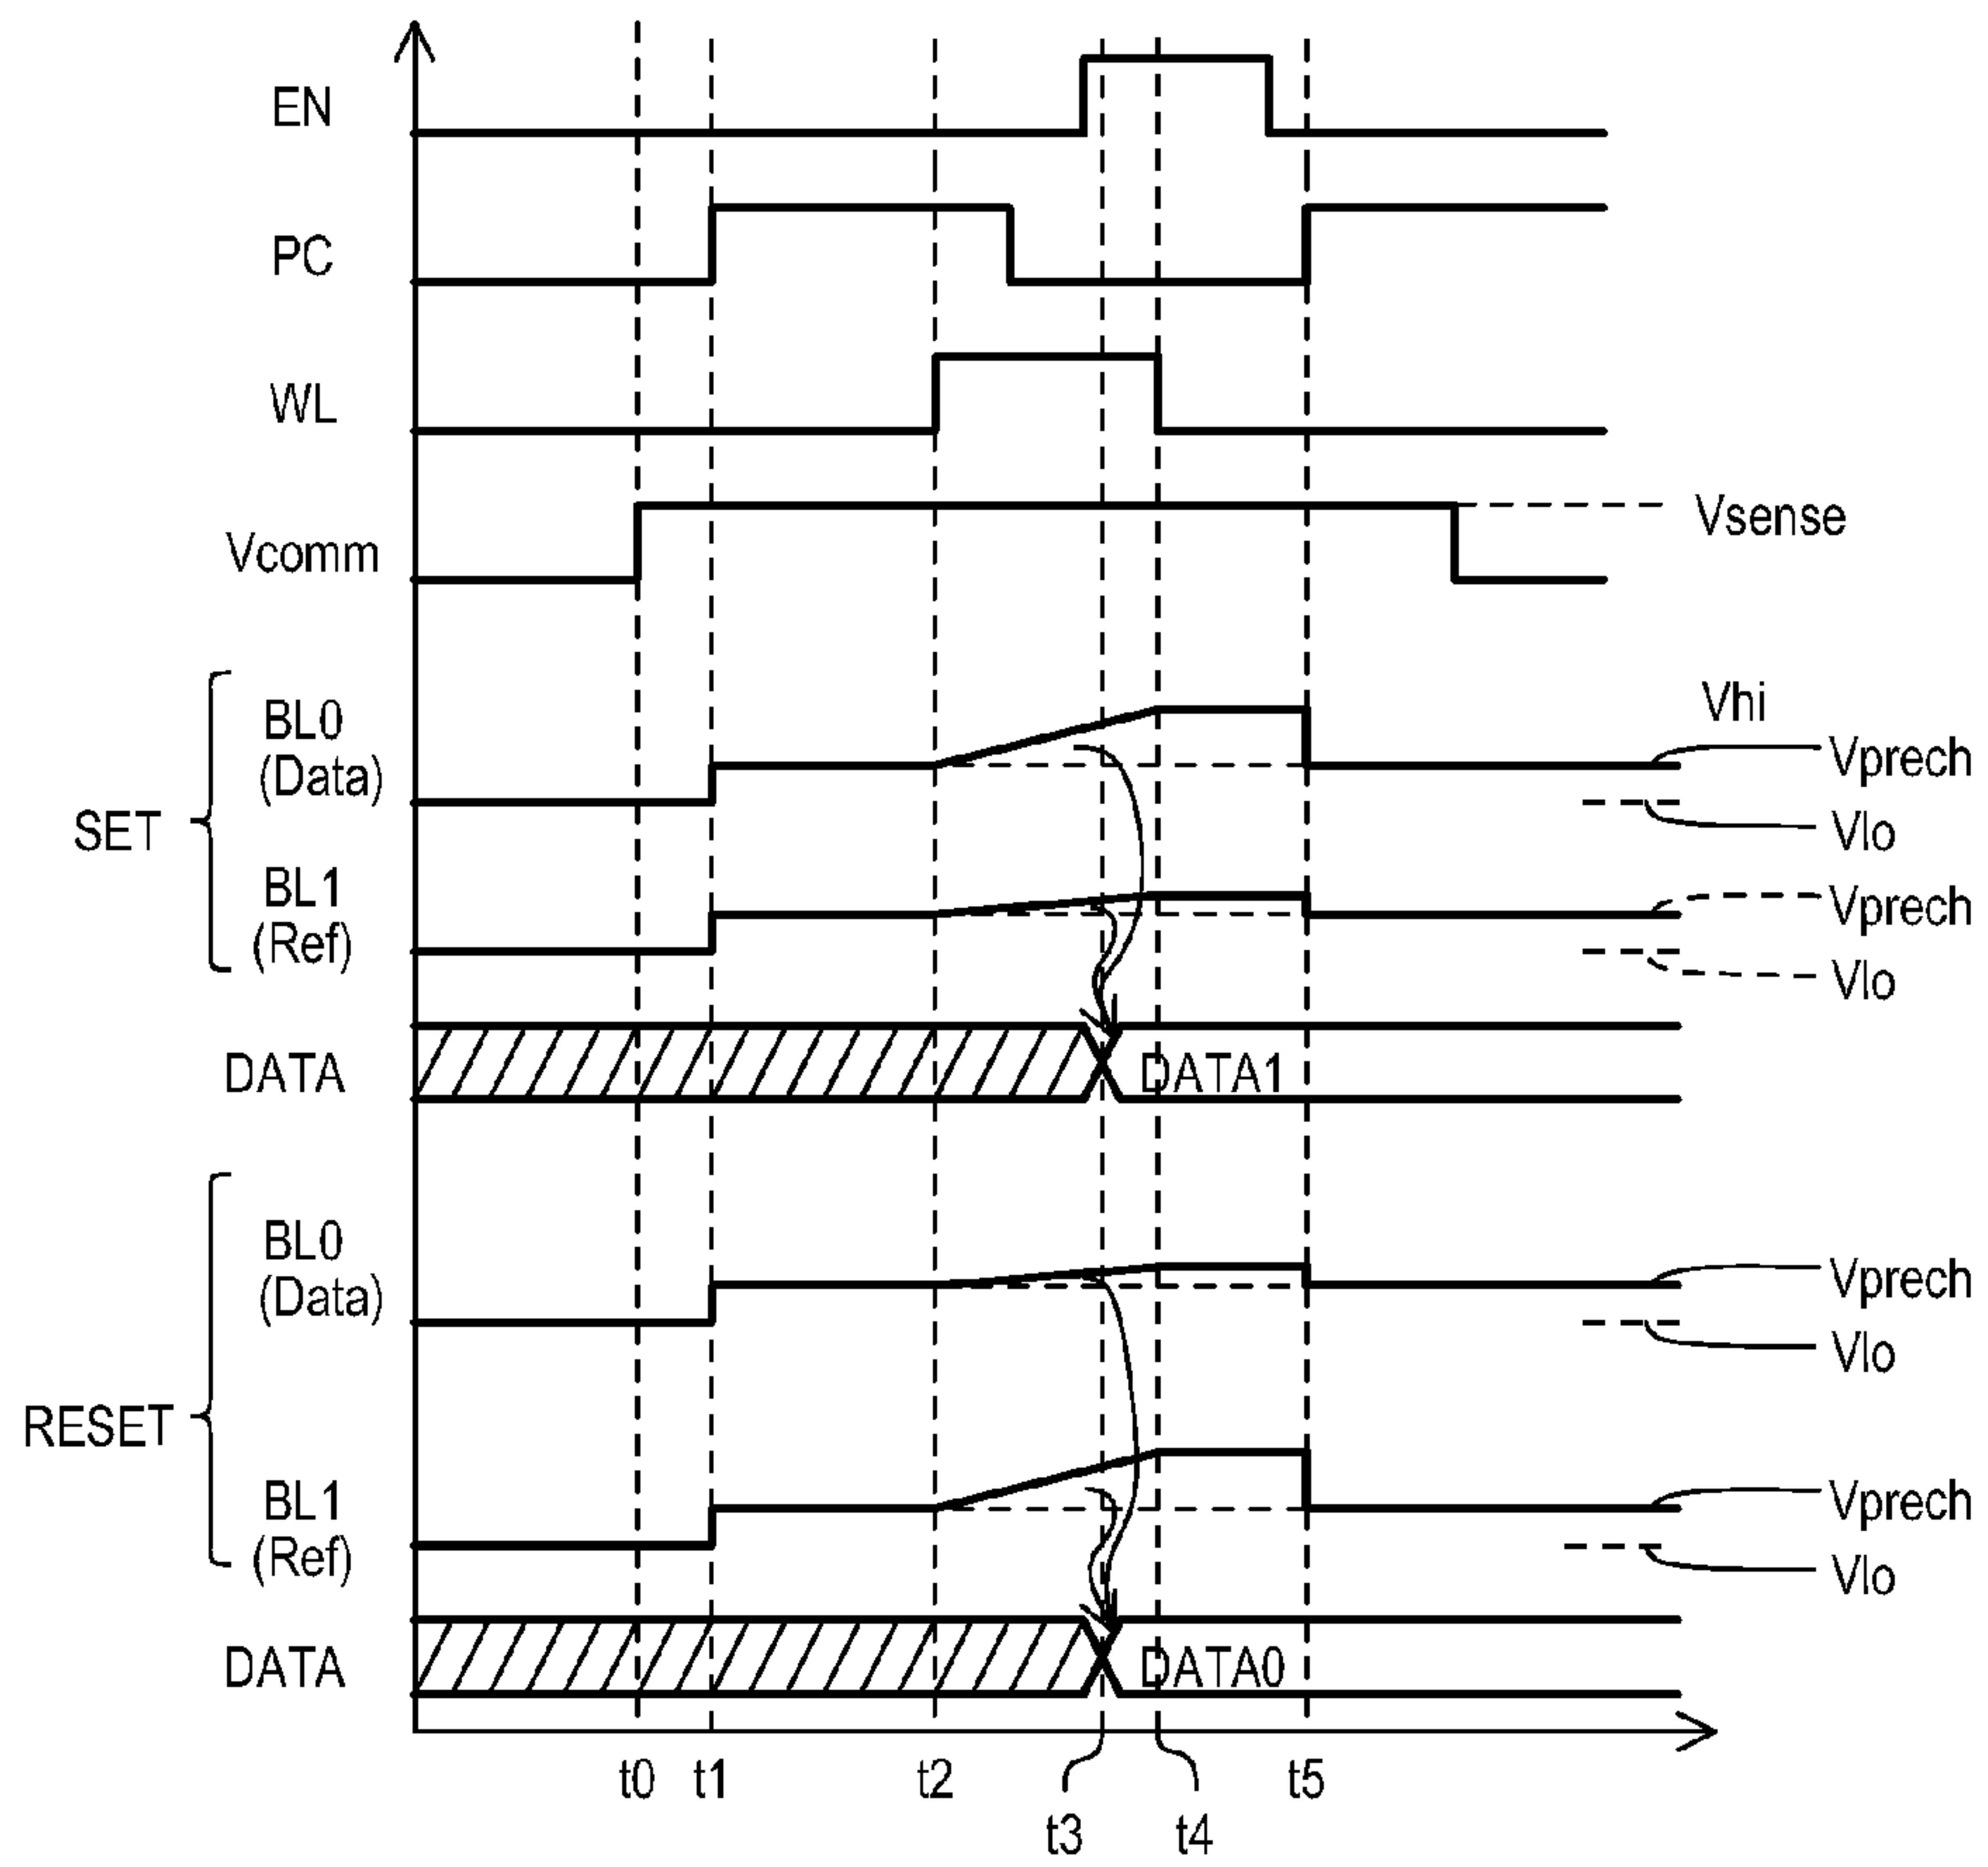 EN
PC
WL
Vcomm
Vsense
SET
BL0
(Data)
Vhi
Vprech
Vlo
BL1
(Ref)
Vprech
Vlo
DATA
DATA1
RESET
BL0
(Data)
Vprech
Vlo
BL1
(Ref)
Vprech
Vlo
DATA
DATA0
t0 t1 t2 t5
t3 t4